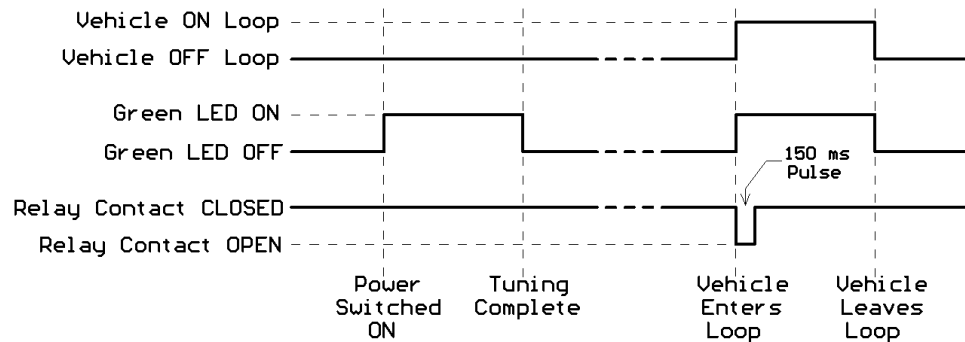 Vehicle ON Loop
Vehicle OFF Loop
Green LED ON
Green LED OFF
150 ms
Pulse
Relay Contact CLOSED
Relay Contact OPEN
Power
Switched
ON
Tuning
Complete
Vehicle
Enters
Loop
Vehicle
Leaves
Loop